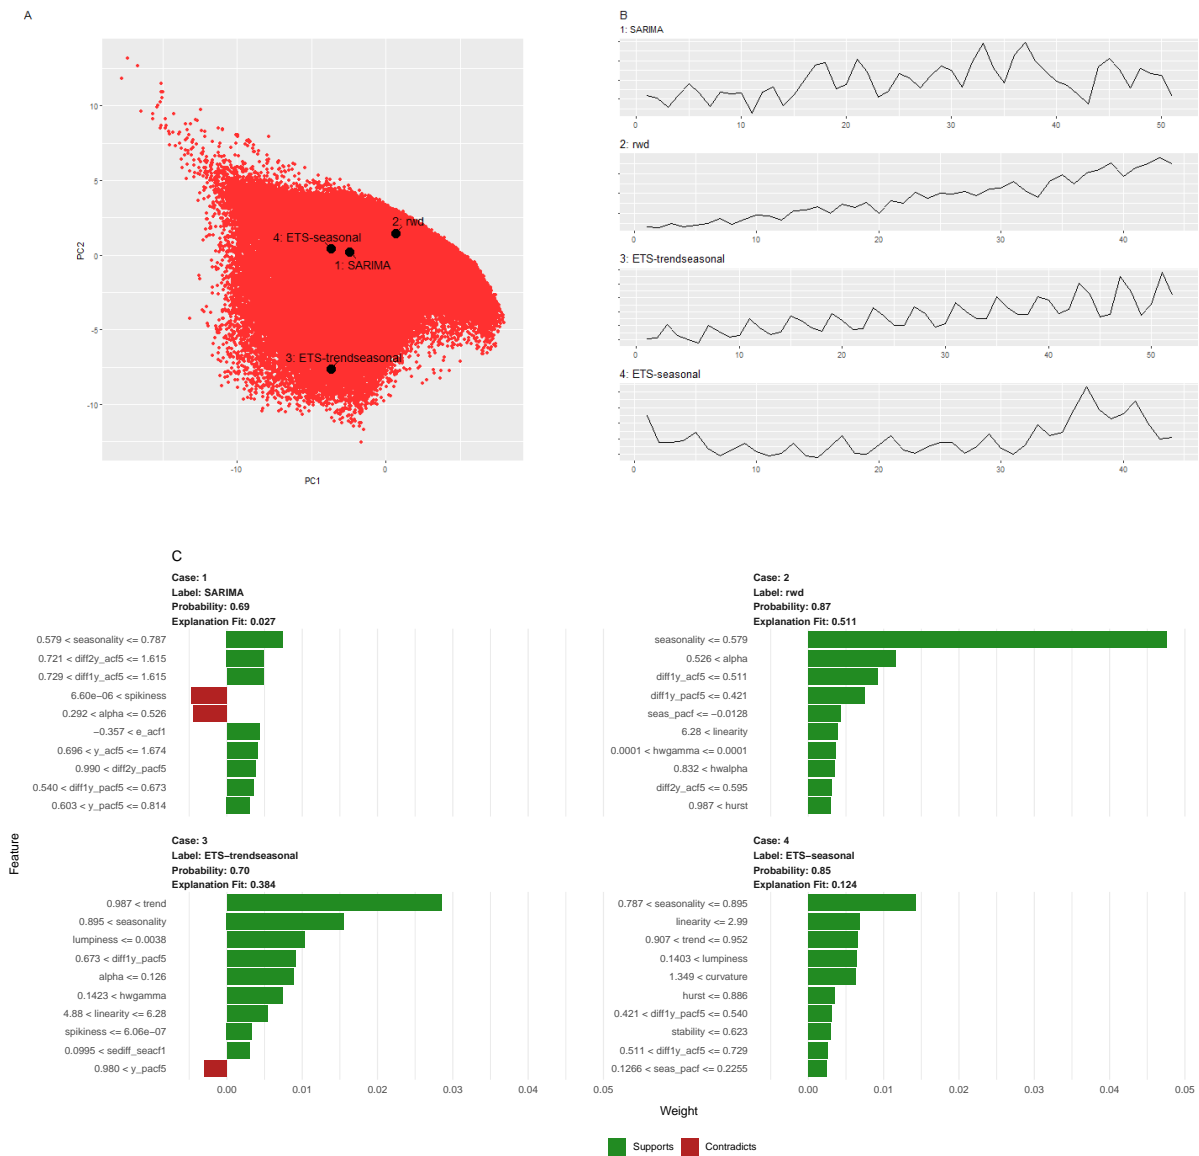 A
10
5
0
-5
-10
PC2
2: rwd
4: ETS-seasonal
1: SARIMA
3: ETS-trendseasonal
-10
0
PC1
B
1: SARIMA
0
10
20
30
40
50
2: rwd
0
10
20
30
40
3: ETS-trendseasonal
0
10
20
30
40
50
4: ETS-seasonal
0
10
20
30
40
C
Case: 1
Label: SARIMA
Probability: 0.69
Explanation Fit: 0.027
0.579 < seasonality <= 0.787
0.721 < diff2y_acf5 <= 1.615
0.729 < diff1y_acf5 <= 1.615
6.60e−06 < spikiness
0.292 < alpha <= 0.526
−0.357 < e_acf1
0.696 < y_acf5 <= 1.674
0.990 < diff2y_pacf5
0.540 < diff1y_pacf5 <= 0.673
0.603 < y_pacf5 <= 0.814
Case: 2
Label: rwd
Probability: 0.87
Explanation Fit: 0.511
seasonality <= 0.579
0.526 < alpha
diff1y_acf5 <= 0.511
diff1y_pacf5 <= 0.421
seas_pacf <= −0.0128
6.28 < linearity
0.0001 < hwgamma <= 0.0001
0.832 < hwalpha
diff2y_acf5 <= 0.595
0.987 < hurst
Feature
Case: 3
Label: ETS−trendseasonal
Probability: 0.70
Explanation Fit: 0.384
0.987 < trend
0.895 < seasonality
lumpiness <= 0.0038
0.673 < diff1y_pacf5
alpha <= 0.126
0.1423 < hwgamma
4.88 < linearity <= 6.28
spikiness <= 6.06e−07
0.0995 < sediff_seacf1
0.980 < y_pacf5
0.00
0.01
0.02
0.03
0.04
0.05
Case: 4
Label: ETS−seasonal
Probability: 0.85
Explanation Fit: 0.124
0.787 < seasonality <= 0.895
linearity <= 2.99
0.907 < trend <= 0.952
0.1403 < lumpiness
1.349 < curvature
hurst <= 0.886
0.421 < diff1y_pacf5 <= 0.540
stability <= 0.623
0.511 < diff1y_acf5 <= 0.729
0.1266 < seas_pacf <= 0.2255
0.00
0.01
0.02
0.03
0.04
0.05
Weight
Supports
Contradicts